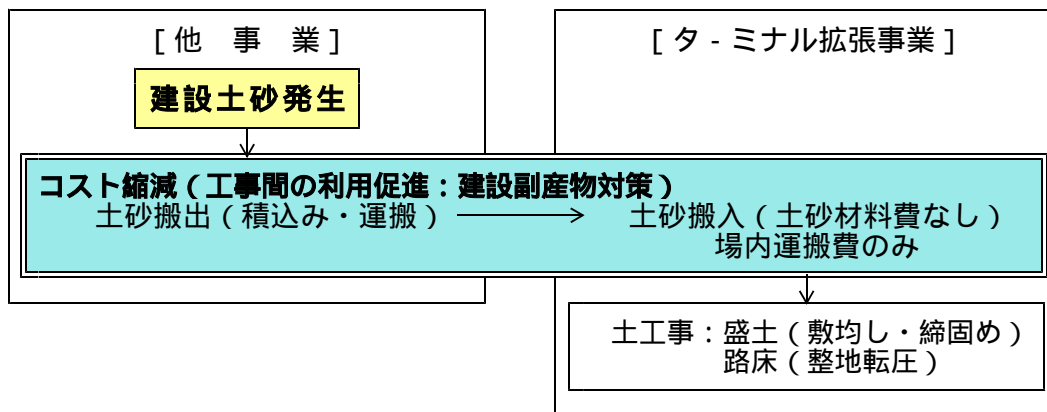 [ 他　事　業 ]
[ タ - ミナル拡張事業 ]
建設土砂発生
コスト縮減（工事間の利用促進：建設副産物対策）
土砂搬出（積込み・運搬）
土砂搬入（土砂材料費なし）
場内運搬費のみ
土工事：盛土（敷均し・締固め）
路床（整地転圧）